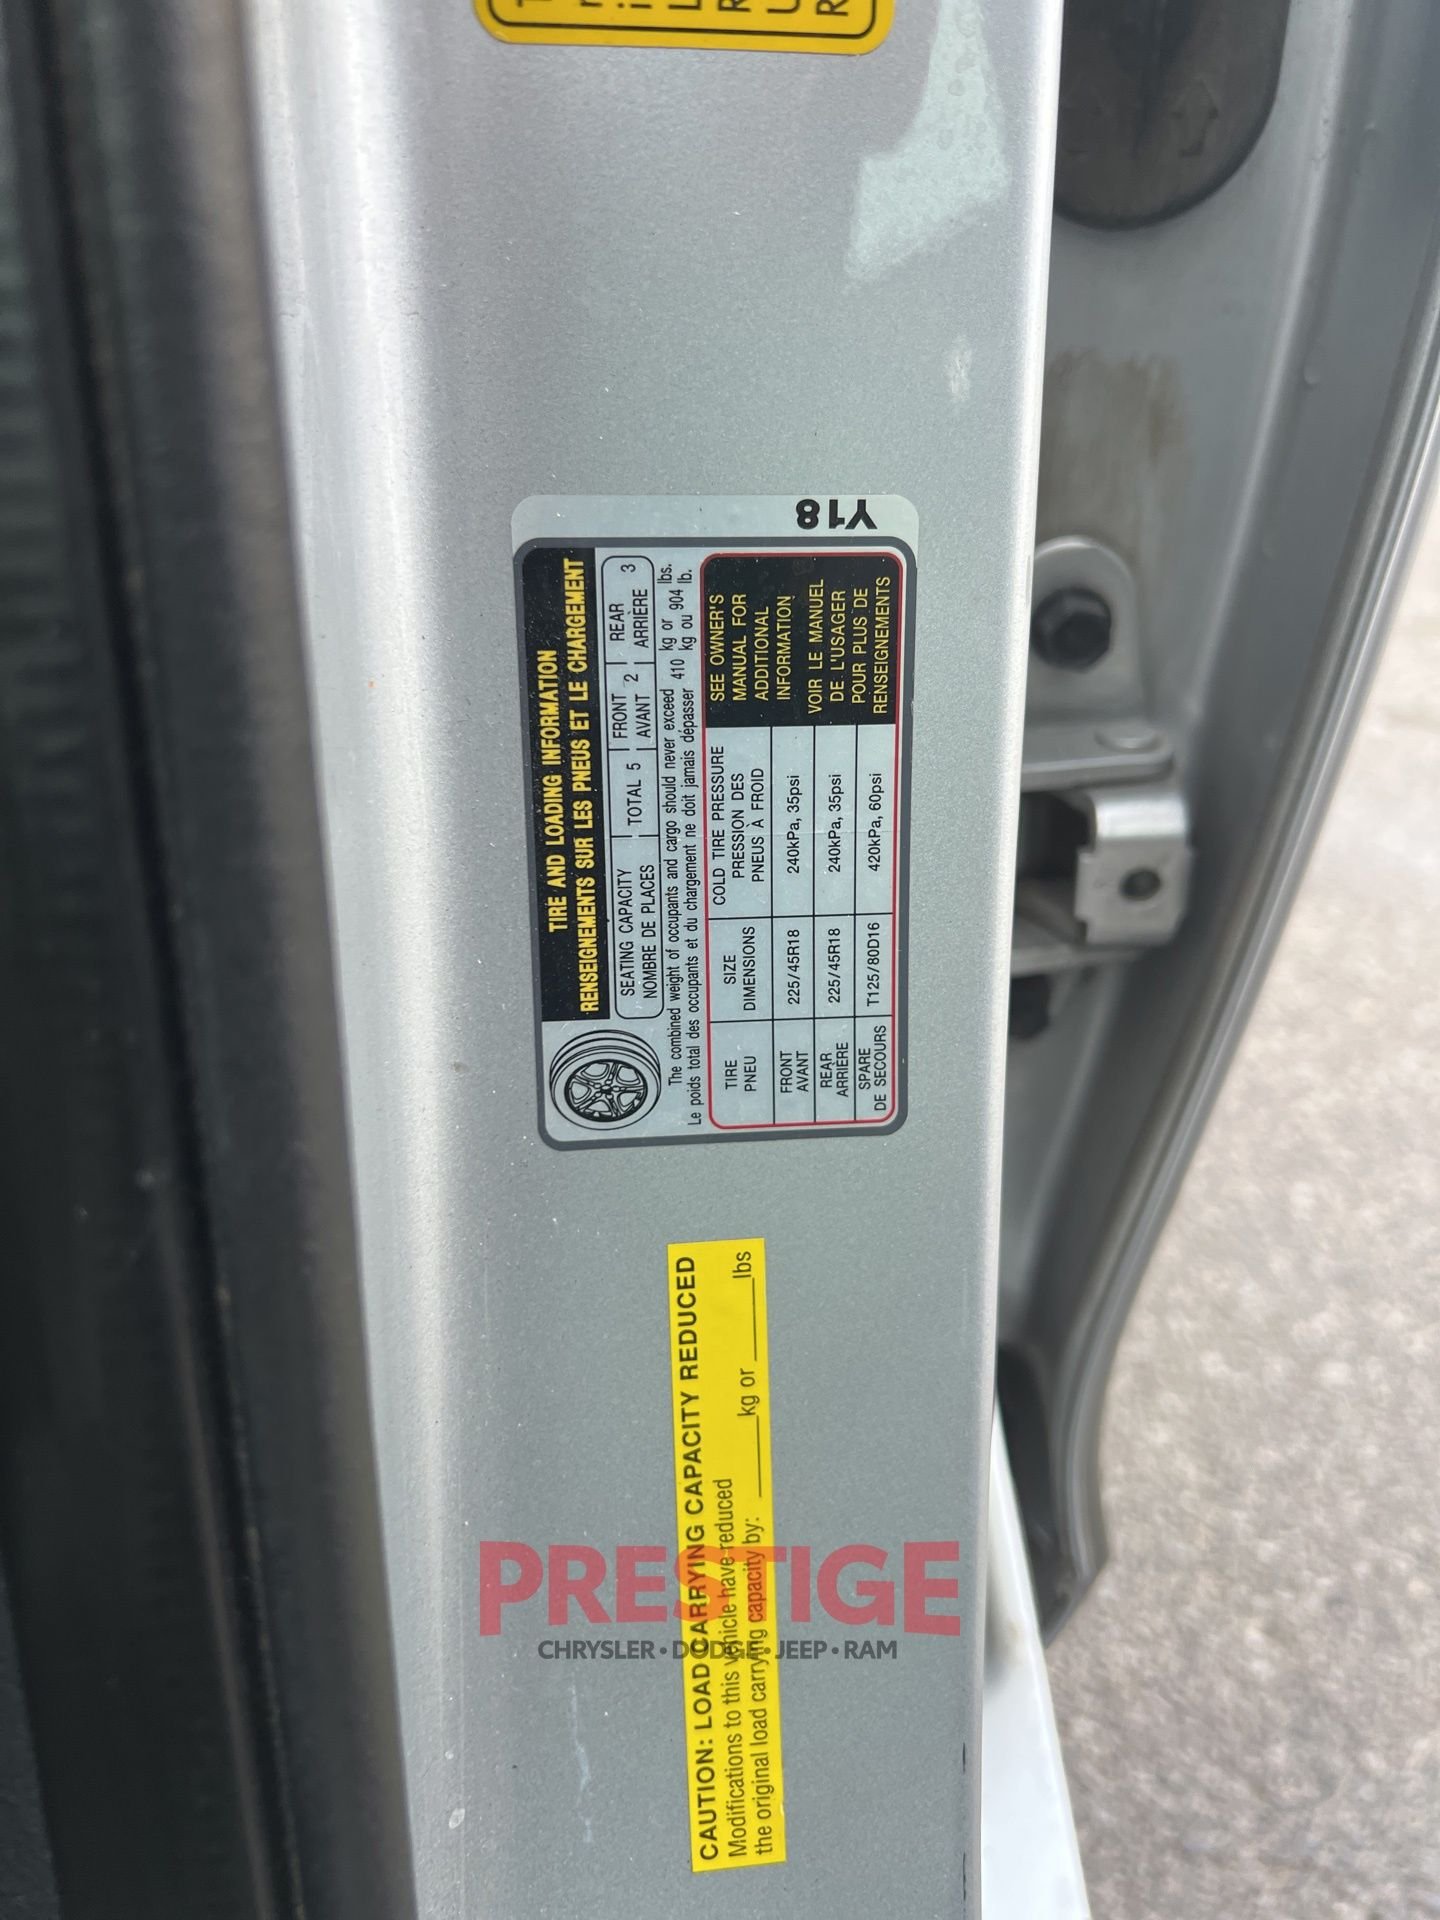 Y18
TIRE AND LOADING INFORMATION
RENSEIGNEMENTS SUR LES PNEUS ET LE CHARGEMENT
SEATING CAPACITY
NOMBRE DE PLACES
TOTAL 5
FRONT
AVANT 2
REAR
ARRIÈRE 3
The combined weight of occupants and cargo should never exceed 410 kg or 904 lbs.
Le poids total des occupants et du chargement ne doit jamais dépasser 410 kg ou 904 lb.
TIRE
PNEU
SIZE
DIMENSIONS
COLD TIRE PRESSURE
PRESSION DES
PNEUS À FROID
FRONT
AVANT
225/45R18
240kPa, 35psi
REAR
ARRIÈRE
225/45R18
240kPa, 35psi
SPARE
DE SECOURS
T125/80D16
420kPa, 60psi
SEE OWNER'S
MANUAL FOR
ADDITIONAL
INFORMATION
VOIR LE MANUEL
DE L'USAGER
POUR PLUS DE
RENSEIGNEMENTS
CAUTION: LOAD CARRYING CAPACITY REDUCED
Modifications to this vehicle have reduced
the original load carrying capacity by: ______kg or ______lbs
PRESTIGE
CHRYSLER • DODGE • JEEP • RAM